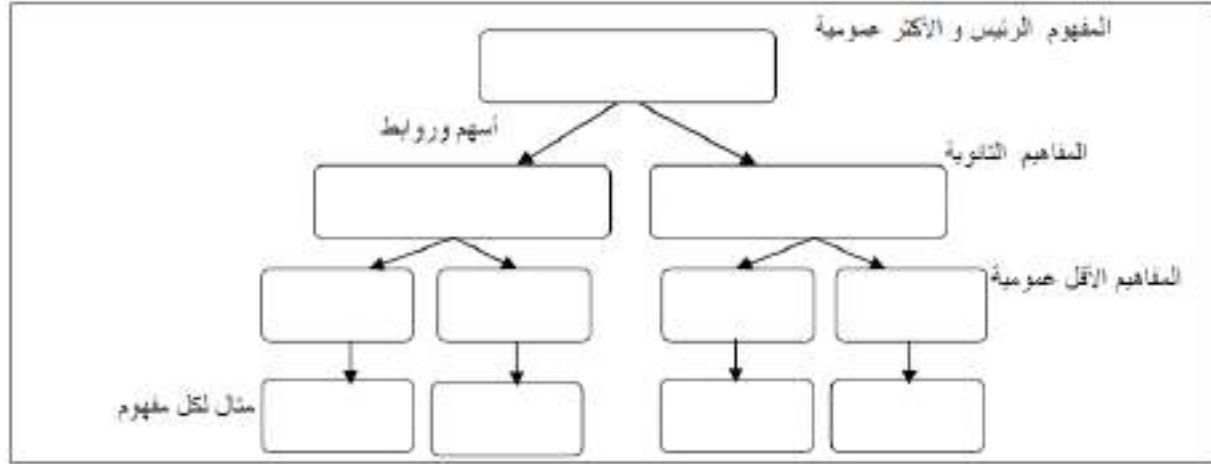 المفهوم الرئيس و الأكثر عمومية
أسهم وروابط
المفاهيم الثانوية
المفاهيم الأقل عمومية
مثال لكل مفهوم